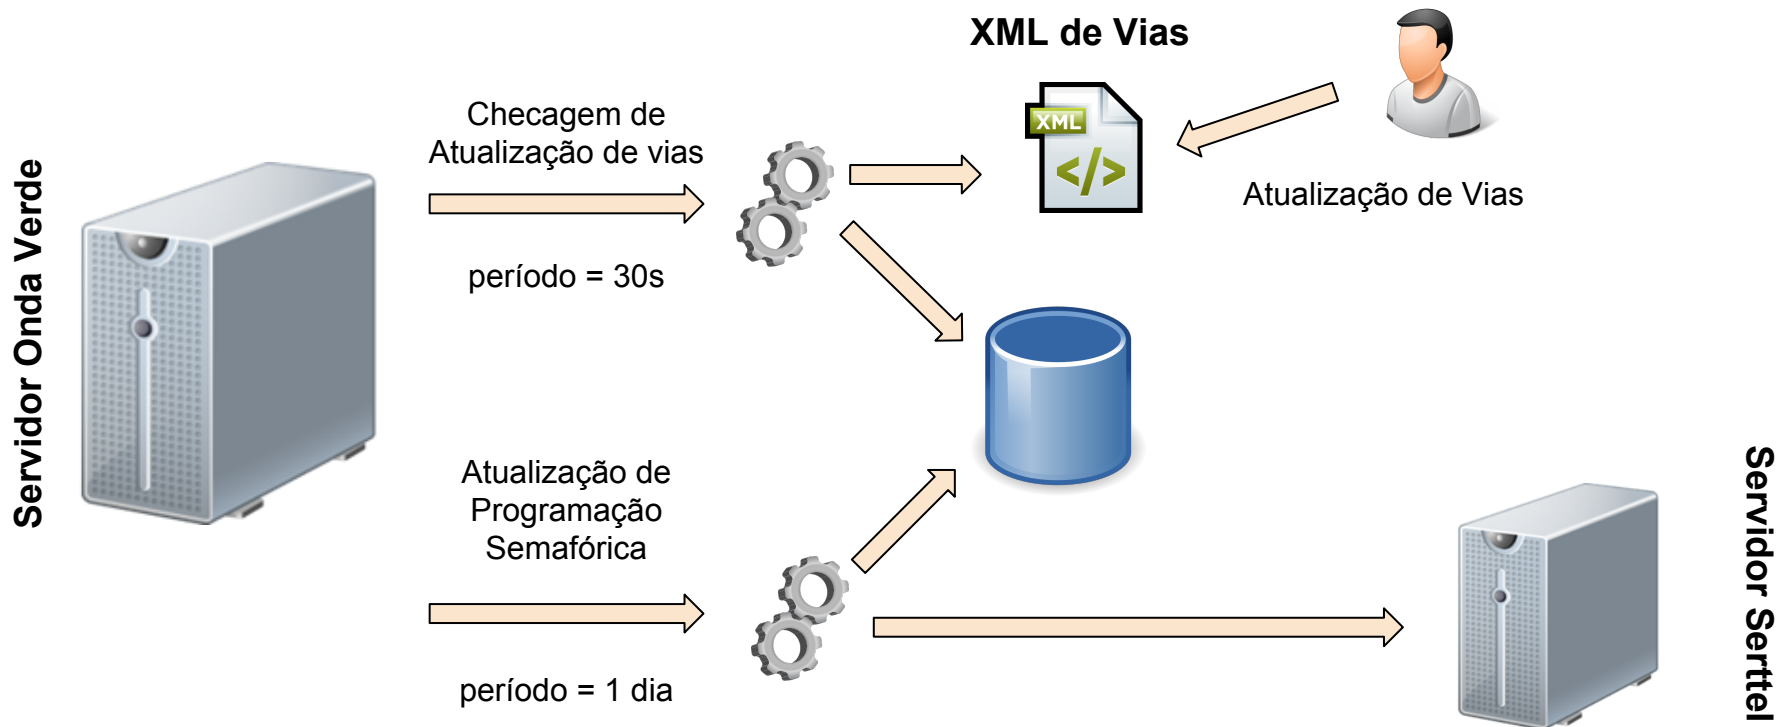 XML de Vias
Checagem de
Atualização de vias
XML
</>
Atualização de Vias
Servidor Onda Verde
período = 30s
Atualização de
Programação
Semafórica
Servidor Serttel
período = 1 dia